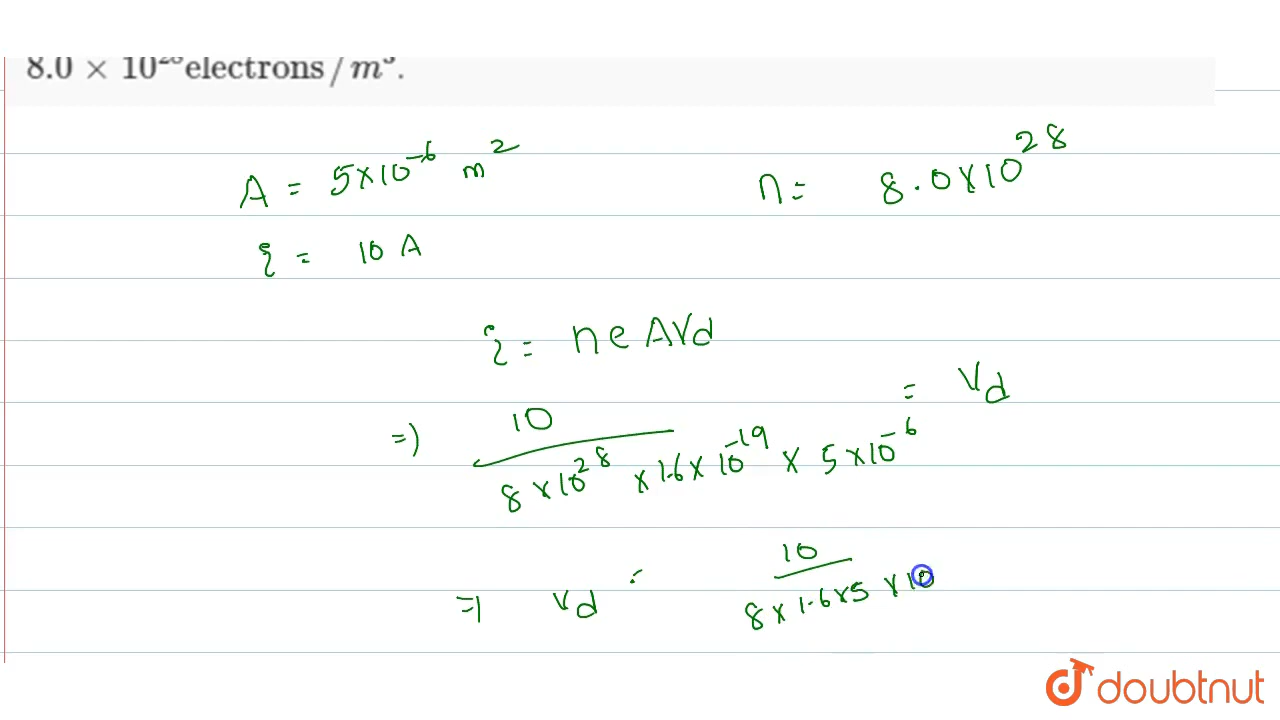 8.0 × 10²⁸ electrons / m³.
A = 5×10⁻⁶ m²
n = 8.0×10²⁸
i = 10 A
i = neAVd
=) 10 / 8×10²⁸ × 1.6×10⁻¹⁹ × 5×10⁻⁶ = Vd
=) Vd = 10 / 8×1.6×5 ×10
doubtnut